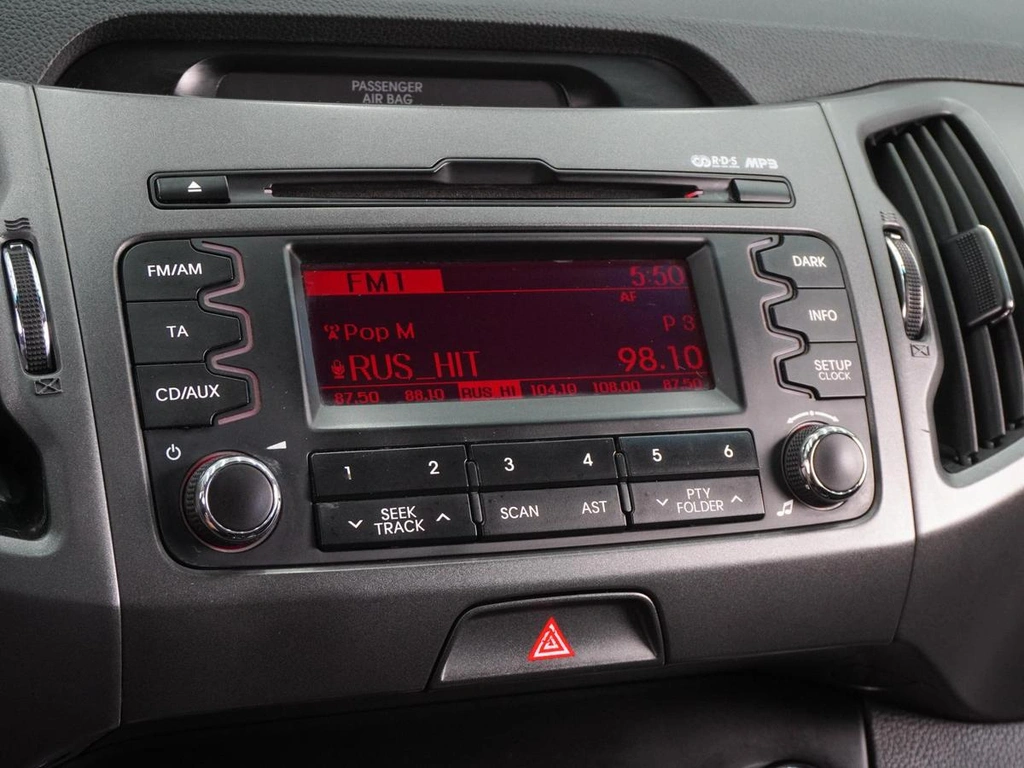 PASSENGER
AIR BAG
R·D·S MP3
FM/AM
TA
CD/AUX
FM1 5:50
AF
Pop M P 3
RUS_HIT 98.10
87.50 88.10 RUS_HI 104.10 108.00 87.50
DARK
INFO
SETUP
CLOCK
1 2 3 4 5 6
SEEK
TRACK
SCAN AST
PTY
FOLDER